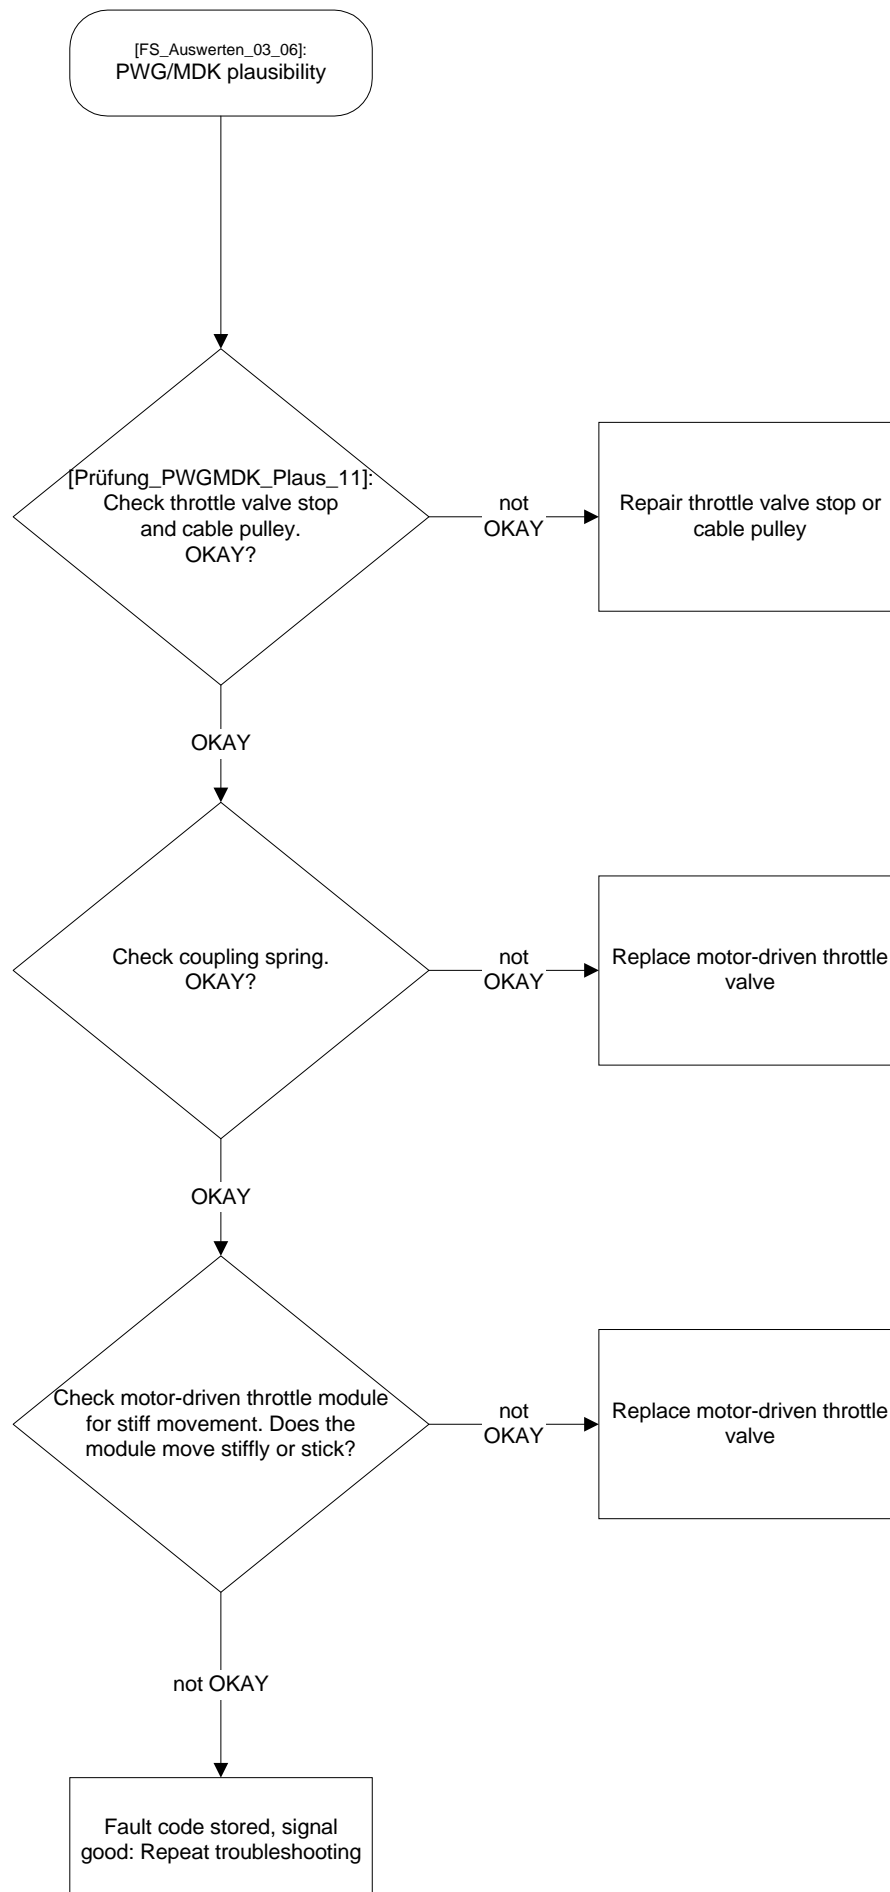 [FS_Auswerten_03_06]:
PWG/MDK plausibility
[Prüfung_PWGMDK_Plaus_11]:
Check throttle valve stop
and cable pulley.
OKAY?
not
OKAY
Repair throttle valve stop or
cable pulley
OKAY
Check coupling spring.
OKAY?
not
OKAY
Replace motor-driven throttle
valve
OKAY
Check motor-driven throttle module
for stiff movement. Does the
module move stiffly or stick?
not
OKAY
Replace motor-driven throttle
valve
not OKAY
Fault code stored, signal
good: Repeat troubleshooting